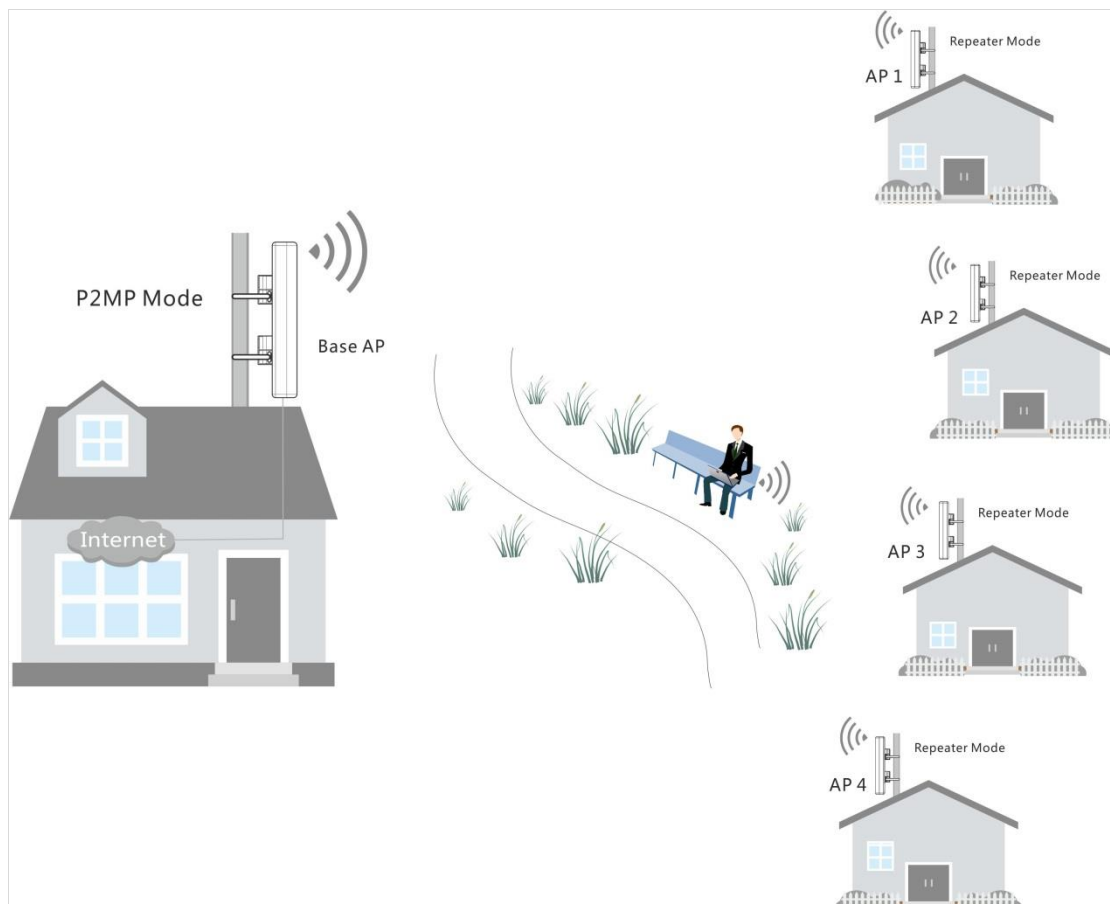 P2MP Mode
Base AP
Internet
Repeater Mode
AP 1
Repeater Mode
AP 2
Repeater Mode
AP 3
Repeater Mode
AP 4